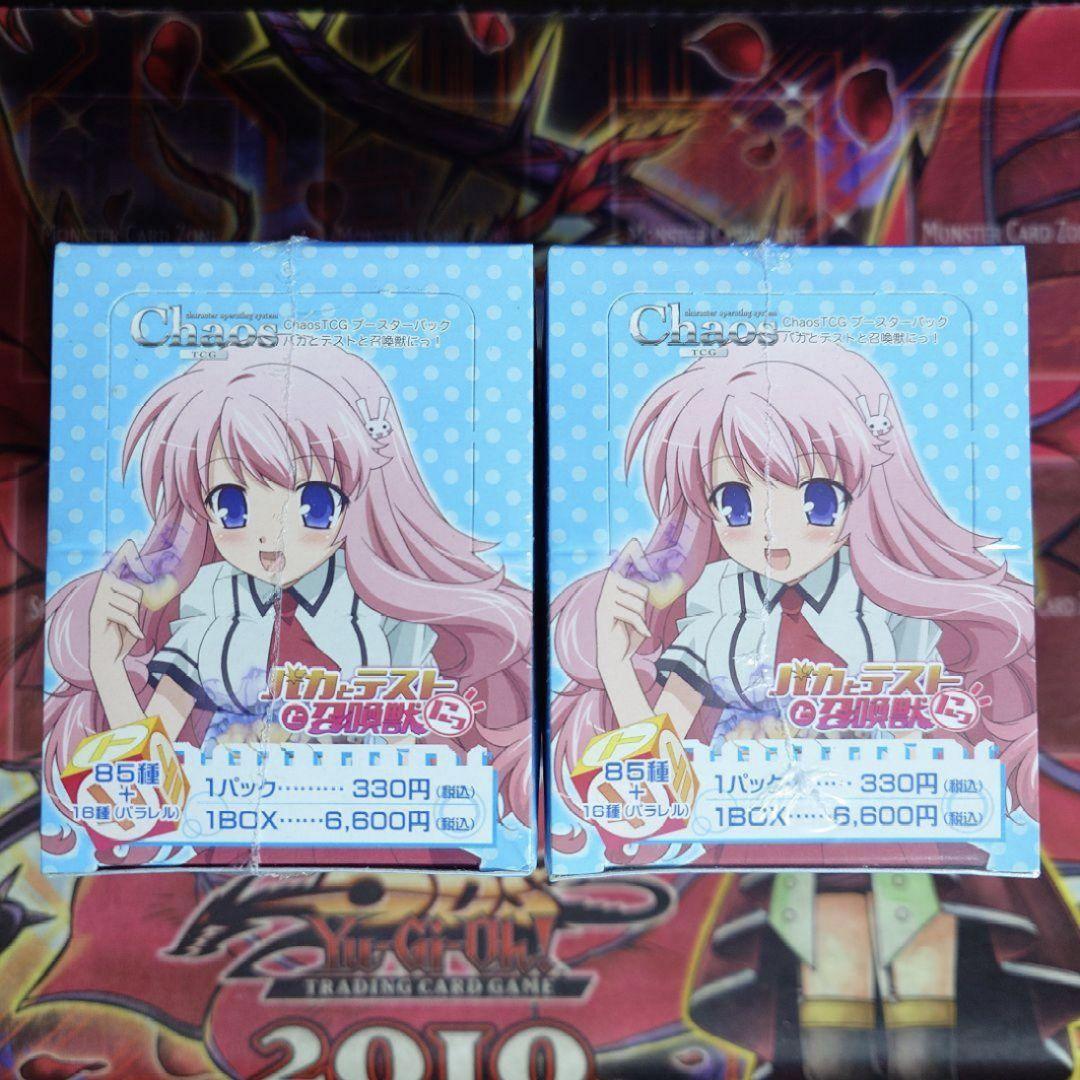 MONSTER CARD ZONE
MONSTER CARD ZONE
MONSTER CARD ZONE
MONSTER CARD ZO
character operating system
Chaos
TCG
ChaosTCG ブースターパック
バカとテストと召喚獣にっ!
バカとテスト
と召喚獣にっ
85種
+
16種(パラレル)
1パック……… 330円(税込)
1BOX……6,600円(税込)
character operating system
Chaos
TCG
ChaosTCG ブースターパック
バカとテストと召喚獣にっ!
バカとテスト
と召喚獣にっ
85種
+
16種(パラレル)
1パック……… 330円(税込)
1BOX……6,600円(税込)
Yu-Gi-Oh!
TRADING CARD GAME
2010